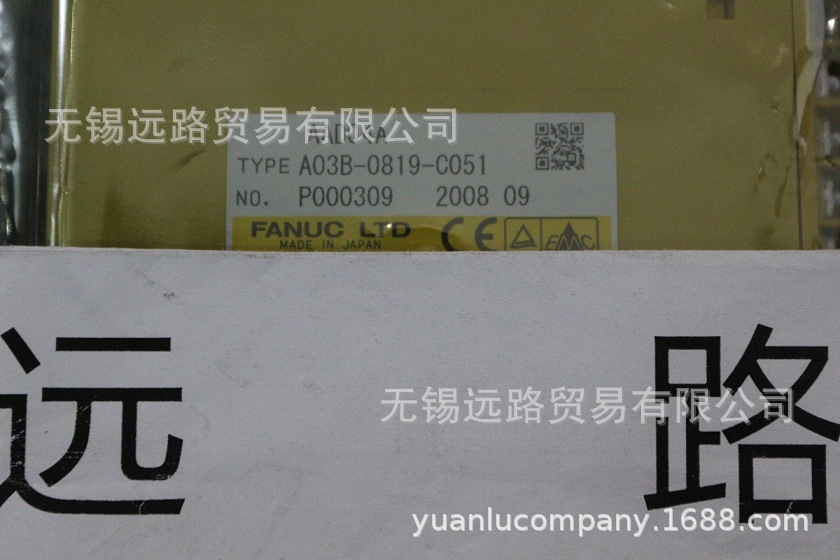 无锡远路贸易有限公司
TYPE A03B-0819-C051
NO. P000309 2008 09
FANUC LTD CE EMC
MADE IN JAPAN
远 路
无锡远路贸易有限公司
yuanlucompany.1688.com